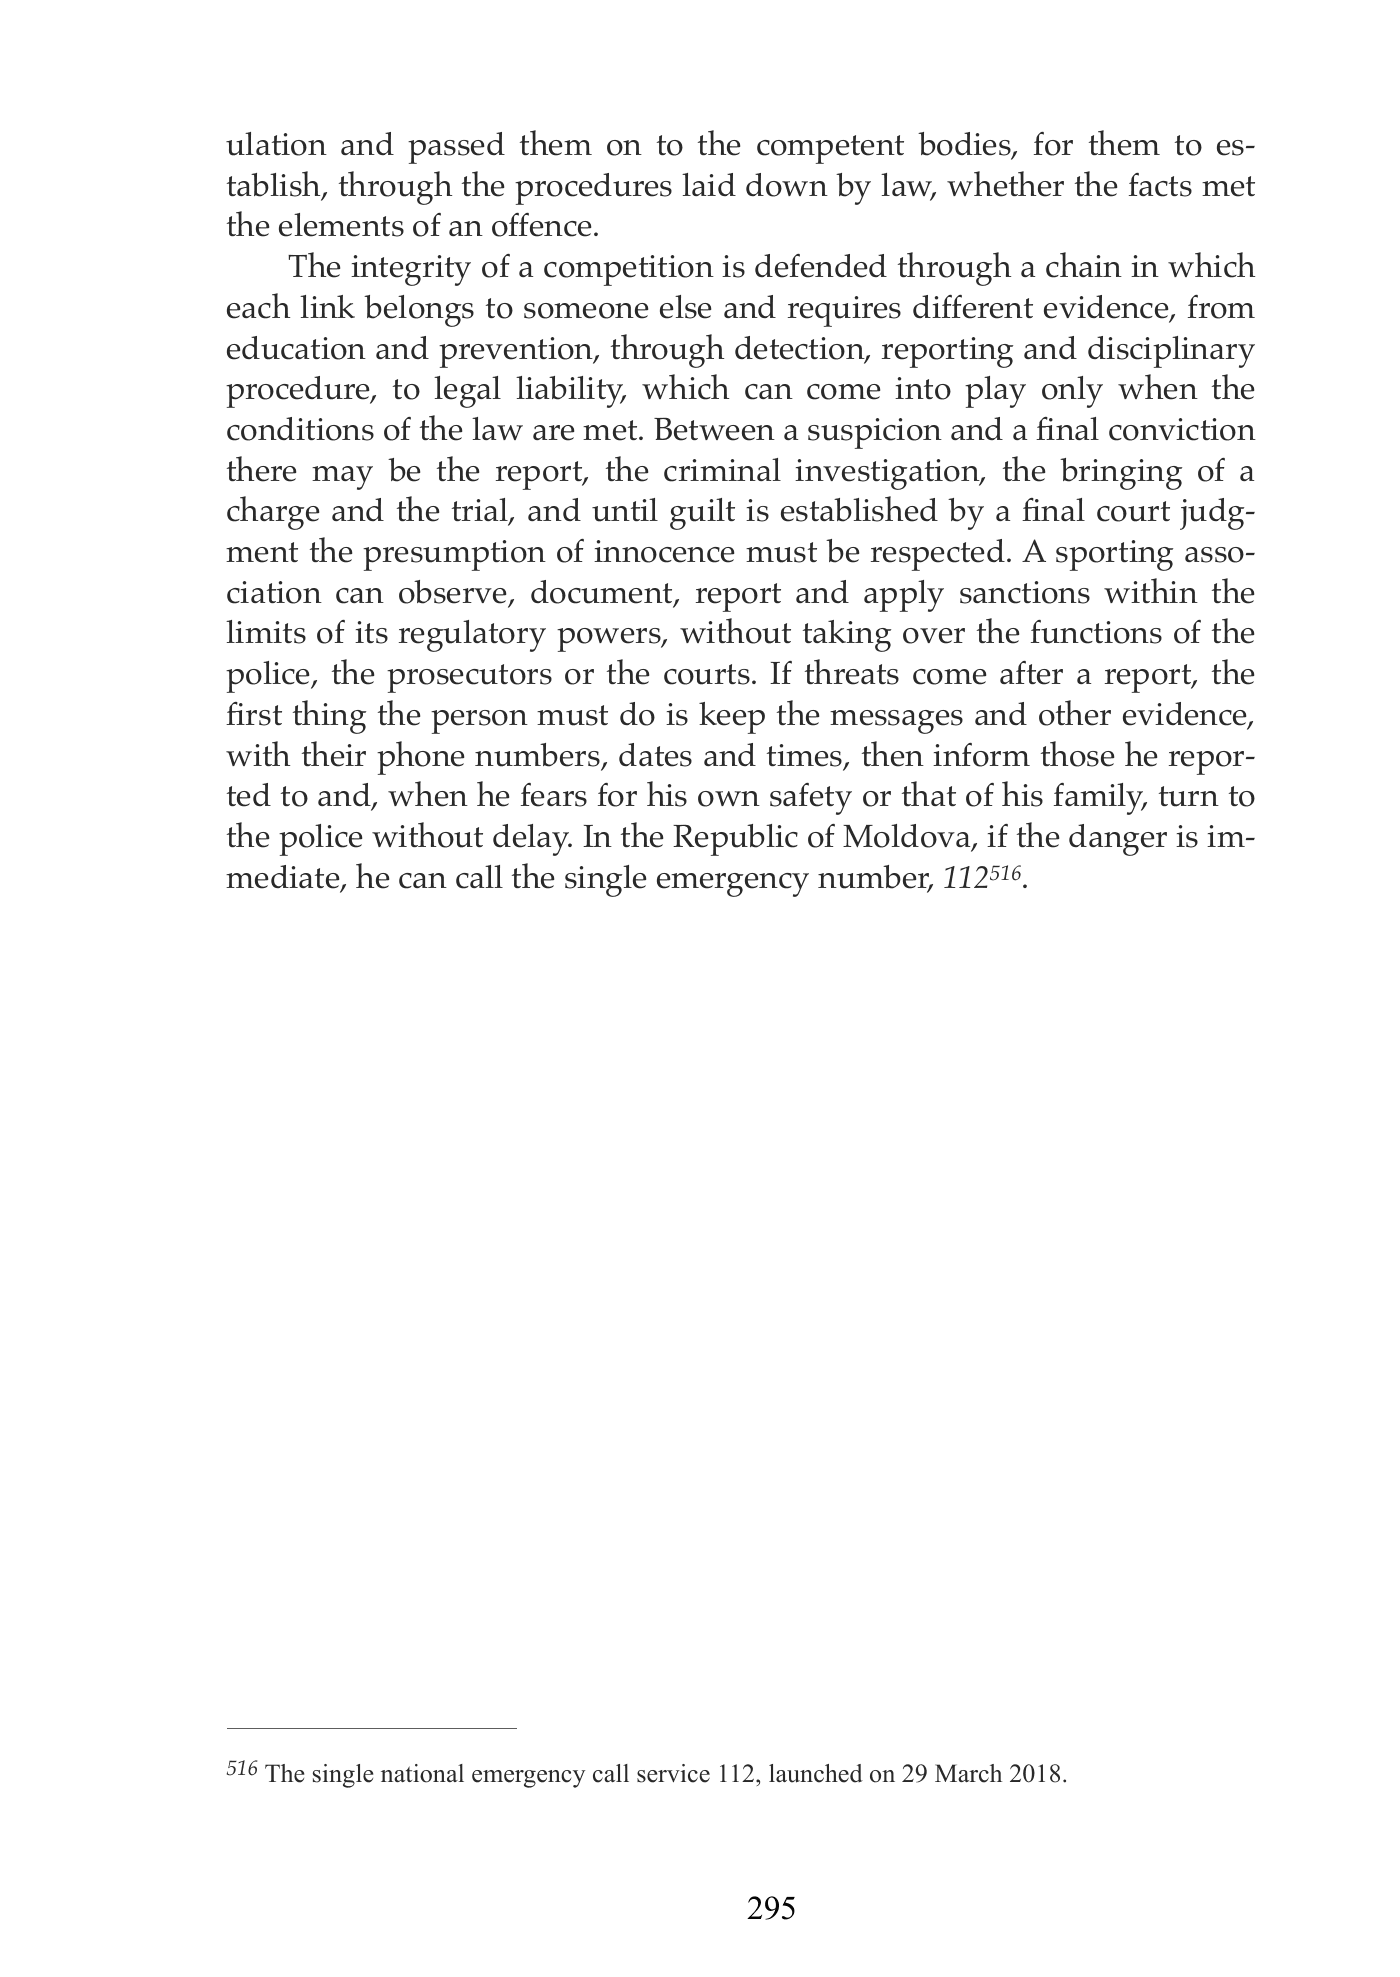 ulation and passed them on to the competent bodies, for them to es-
tablish, through the procedures laid down by law, whether the facts met
the elements of an offence.
The integrity of a competition is defended through a chain in which
each link belongs to someone else and requires different evidence, from
education and prevention, through detection, reporting and disciplinary
procedure, to legal liability, which can come into play only when the
conditions of the law are met. Between a suspicion and a final conviction
there may be the report, the criminal investigation, the bringing of a
charge and the trial, and until guilt is established by a final court judg-
ment the presumption of innocence must be respected. A sporting asso-
ciation can observe, document, report and apply sanctions within the
limits of its regulatory powers, without taking over the functions of the
police, the prosecutors or the courts. If threats come after a report, the
first thing the person must do is keep the messages and other evidence,
with their phone numbers, dates and times, then inform those he repor-
ted to and, when he fears for his own safety or that of his family, turn to
the police without delay. In the Republic of Moldova, if the danger is im-
mediate, he can call the single emergency number, 112516.
516 The single national emergency call service 112, launched on 29 March 2018.
295